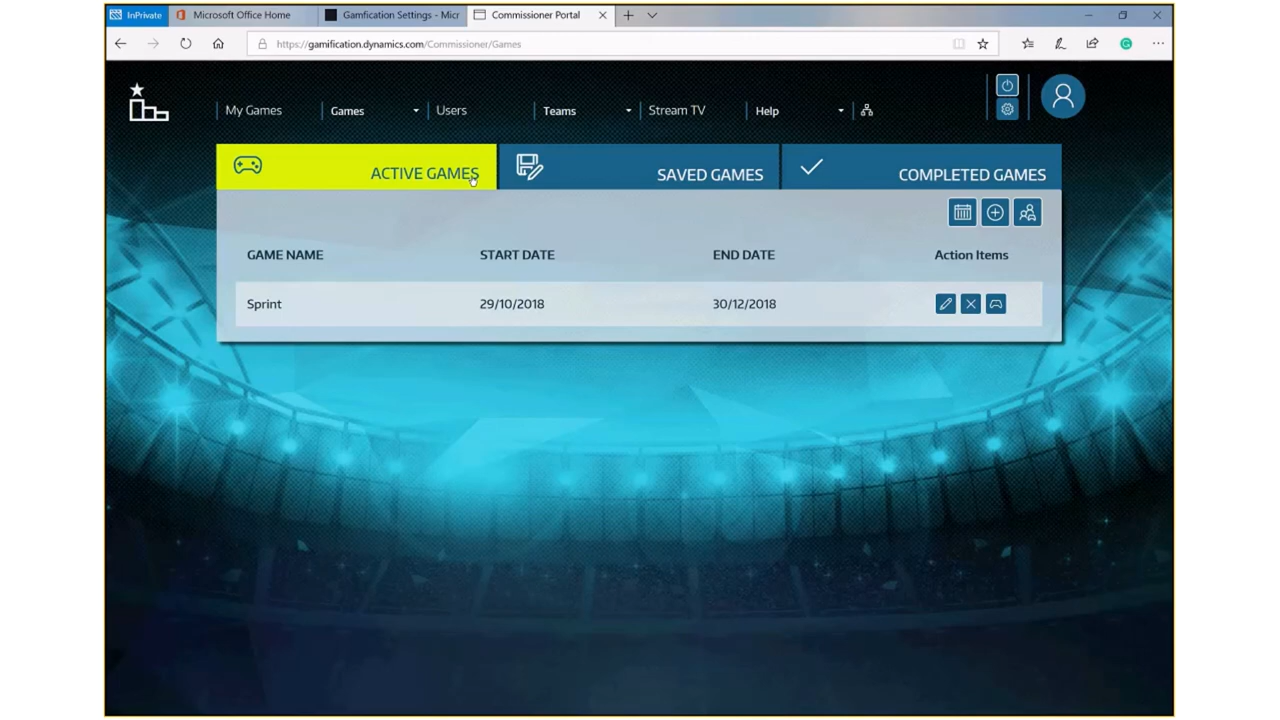 InPrivate Microsoft Office Home Gamfication Settings - Micr Commissioner Portal
https://gamification.dynamics.com/Commissioner/Games
My Games Games Users Teams Stream TV Help
ACTIVE GAMES SAVED GAMES COMPLETED GAMES
GAME NAME START DATE END DATE Action Items
Sprint 29/10/2018 30/12/2018